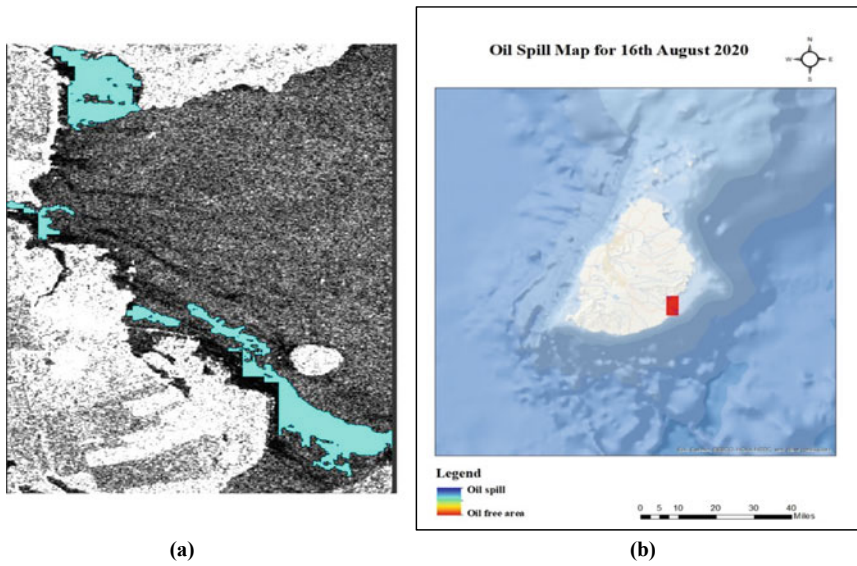 Oil Spill Map for 16th August 2020
N
W E
S
Legend
Oil spill
Oil free area
0 5 10 20 30 40
Miles
(a) (b)